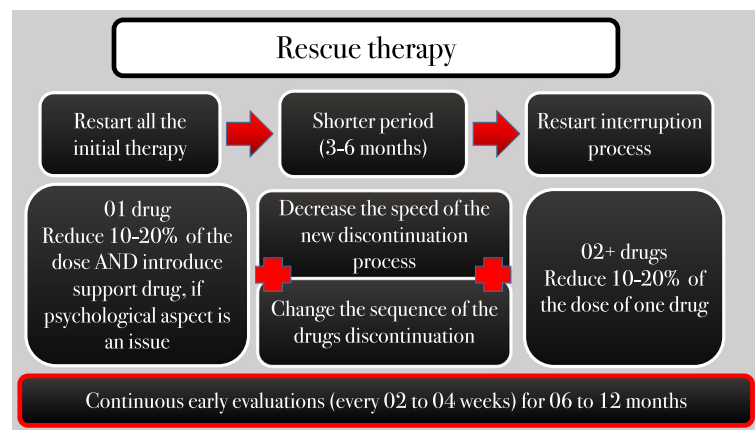 Rescue therapy
Restart all the
initial therapy
Shorter period
(3-6 months)
Restart interruption
process
01 drug
Reduce 10-20% of the
dose AND introduce
support drug, if
psychological aspect is
an issue
Decrease the speed of the
new discontinuation
process
Change the sequence of the
drugs discontinuation
02+ drugs
Reduce 10-20% of
the dose of one drug
Continuous early evaluations (every 02 to 04 weeks) for 06 to 12 months